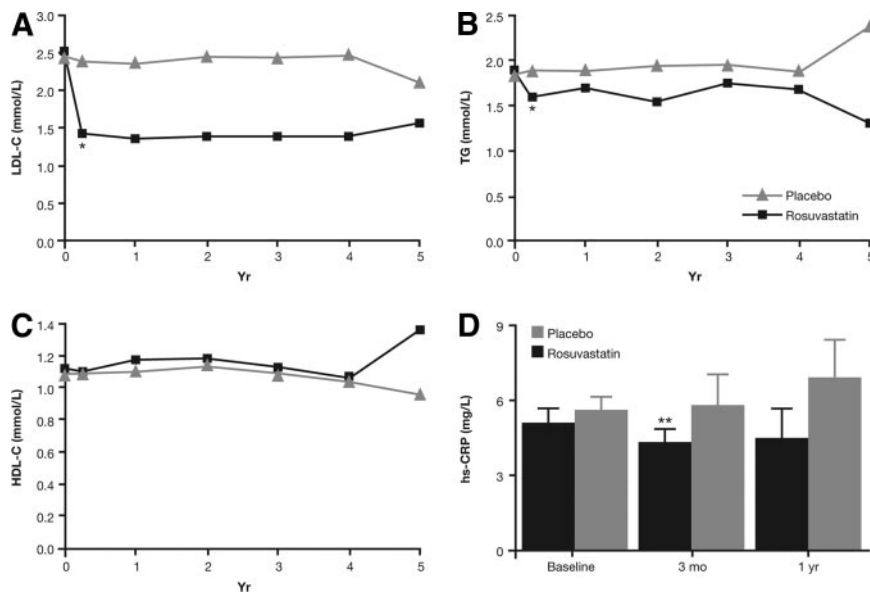 A
3.0
2.5
2.0
1.5
1.0
0.5
0.0
LDL-C (mmol/L)
*
0 1 2 3 4 5
Yr
B
2.5
2.0
1.5
1.0
0.5
0.0
TG (mmol/L)
*
Placebo
Rosuvastatin
0 1 2 3 4 5
Yr
C
1.4
1.2
1.0
0.8
0.6
0.4
0.2
0.0
HDL-C (mmol/L)
0 1 2 3 4 5
Yr
D
9
6
3
0
hs-CRP (mg/L)
Placebo
Rosuvastatin
**
Baseline 3 mo 1 yr